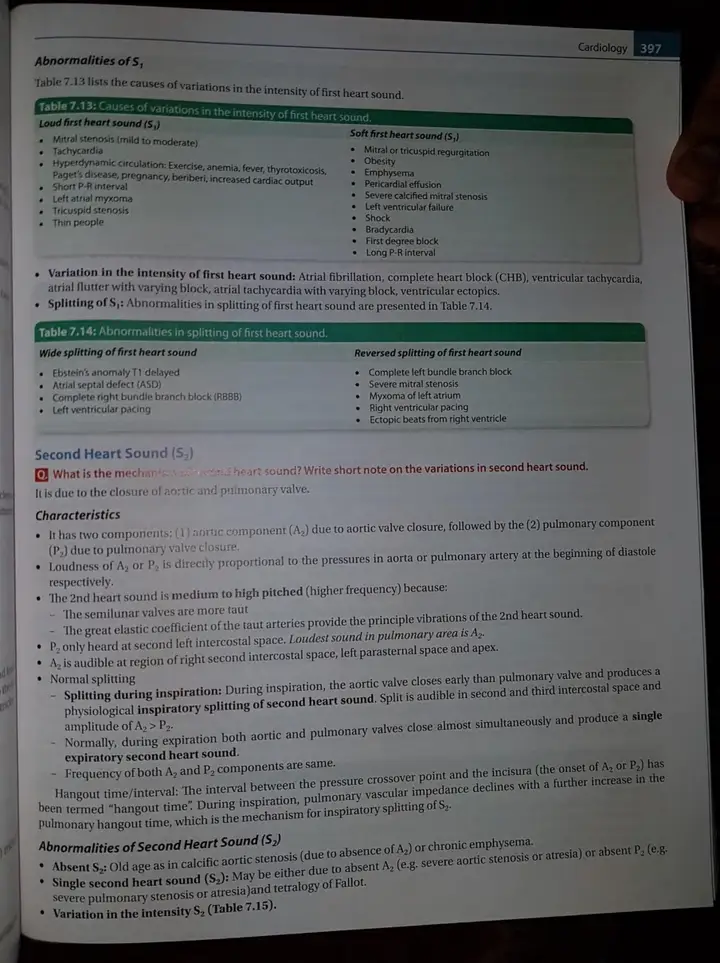 Cardiology 397
Abnormalities of S₁
Table 7.13 lists the causes of variations in the intensity of first heart sound.
Table 7.13: Causes of variations in the intensity of first heart sound.
Loud first heart sound (S₁)
• Mitral stenosis (mild to moderate)
• Tachycardia
• Hyperdynamic circulation: Exercise, anemia, fever, thyrotoxicosis,
Paget's disease, pregnancy, beriberi, increased cardiac output
• Short P-R interval
• Left atrial myxoma
• Tricuspid stenosis
• Thin people
Soft first heart sound (S₁)
• Mitral or tricuspid regurgitation
• Obesity
• Emphysema
• Pericardial effusion
• Severe calcified mitral stenosis
• Left ventricular failure
• Shock
• Bradycardia
• First degree block
• Long P-R interval
• Variation in the intensity of first heart sound: Atrial fibrillation, complete heart block (CHB), ventricular tachycardia,
atrial flutter with varying block, atrial tachycardia with varying block, ventricular ectopics.
• Splitting of S₁: Abnormalities in splitting of first heart sound are presented in Table 7.14.
Table 7.14: Abnormalities in splitting of first heart sound.
Wide splitting of first heart sound
• Ebstein's anomaly T1 delayed
• Atrial septal defect (ASD)
• Complete right bundle branch block (RBBB)
• Left ventricular pacing
Reversed splitting of first heart sound
• Complete left bundle branch block
• Severe mitral stenosis
• Myxoma of left atrium
• Right ventricular pacing
• Ectopic beats from right ventricle
Second Heart Sound (S₂)
Q. What is the mechanism heart sound? Write short note on the variations in second heart sound.
It is due to the closure of aortic and pulmonary valve.
Characteristics
• It has two components: (1) aortic component (A₂) due to aortic valve closure, followed by the (2) pulmonary component
(P₂) due to pulmonary valve closure.
• Loudness of A₂ or P₂ is directly proportional to the pressures in aorta or pulmonary artery at the beginning of diastole
respectively.
• The 2nd heart sound is medium to high pitched (higher frequency) because:
– The semilunar valves are more taut
– The great elastic coefficient of the taut arteries provide the principle vibrations of the 2nd heart sound.
• P₂ only heard at second left intercostal space. Loudest sound in pulmonary area is A₂.
• A₂ is audible at region of right second intercostal space, left parasternal space and apex.
• Normal splitting
– Splitting during inspiration: During inspiration, the aortic valve closes early than pulmonary valve and produces a
physiological inspiratory splitting of second heart sound. Split is audible in second and third intercostal space and
amplitude of A₂ > P₂.
– Normally, during expiration both aortic and pulmonary valves close almost simultaneously and produce a single
expiratory second heart sound.
– Frequency of both A₂ and P₂ components are same.
Hangout time/interval: The interval between the pressure crossover point and the incisura (the onset of A₂ or P₂) has
been termed "hangout time". During inspiration, pulmonary vascular impedance declines with a further increase in the
pulmonary hangout time, which is the mechanism for inspiratory splitting of S₂.
Abnormalities of Second Heart Sound (S₂)
• Absent S₂: Old age as in calcific aortic stenosis (due to absence of A₂) or chronic emphysema.
• Single second heart sound (S₂): May be either due to absent A₂ (e.g. severe aortic stenosis or atresia) or absent P₂ (e.g.
severe pulmonary stenosis or atresia)and tetralogy of Fallot.
• Variation in the intensity S₂ (Table 7.15).